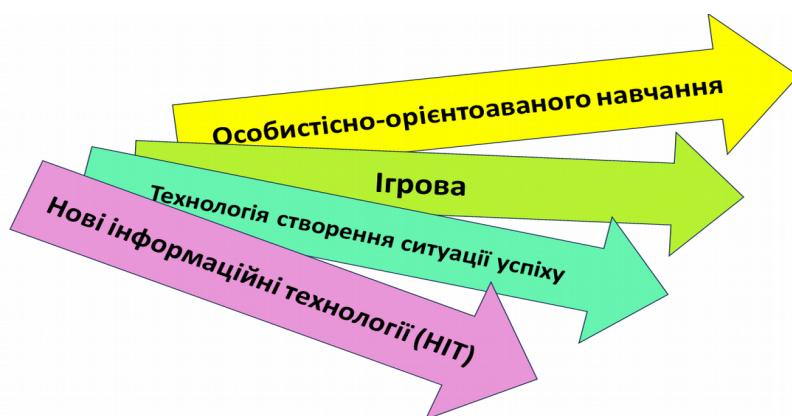 Особистісно-орієнтоаваного навчання
Ігрова
Технологія створення ситуації успіху
Нові інформаційні технології (НІТ)